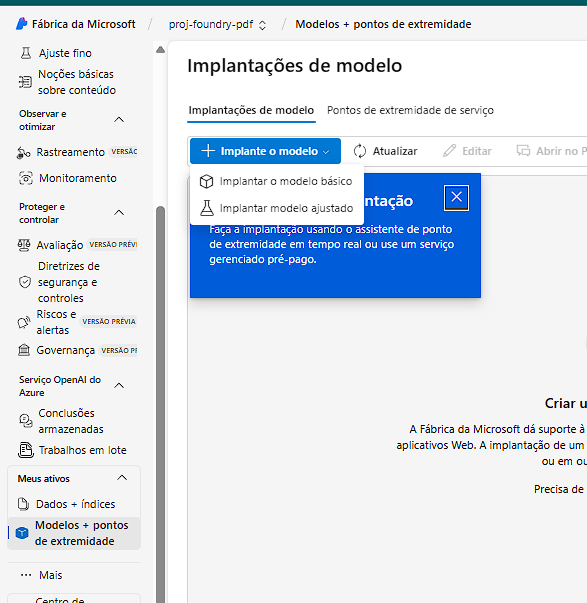 Fábrica da Microsoft / proj-foundry-pdf / Modelos + pontos de extremidade
Ajuste fino
Noções básicas
sobre conteúdo
Observar e
otimizar
Rastreamento VERSÃO
Monitoramento
Proteger e
controlar
Avaliação VERSÃO PRÉVI
Diretrizes de
segurança e
controles
Riscos e
alertas VERSÃO PRÉVIA
Governança VERSÃO PF
Serviço OpenAI do
Azure
Conclusões
armazenadas
Trabalhos em lote
Meus ativos
Dados + índices
Modelos + pontos
de extremidade
Mais
Centro de
Implantações de modelo
Implantações de modelo Pontos de extremidade de serviço
Implante o modelo Atualizar Editar Abrir no P
Implantar o modelo básico
Implantar modelo ajustado
ntação
Faça a implantação usando o assistente de ponto
de extremidade em tempo real ou use um serviço
gerenciado pré-pago.
Criar u
A Fábrica da Microsoft dá suporte à
aplicativos Web. A implantação de um
ou em ou
Precisa de